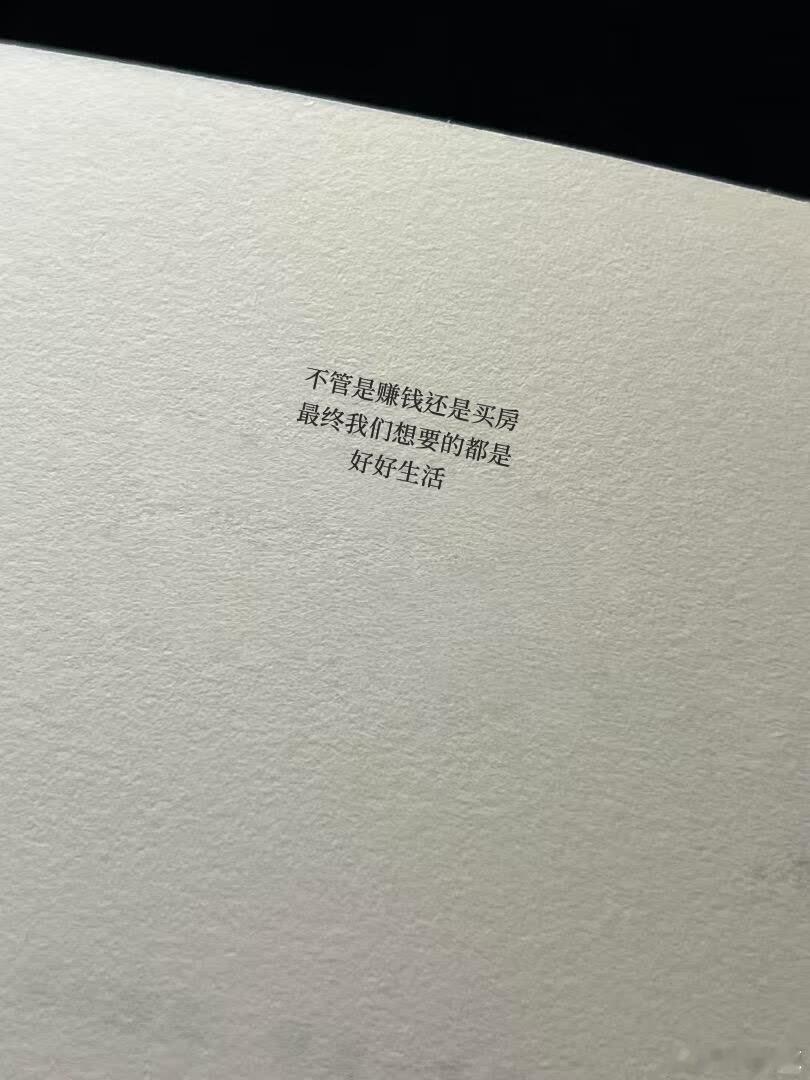 不管是赚钱还是买房
最终我们想要的都是
好好生活